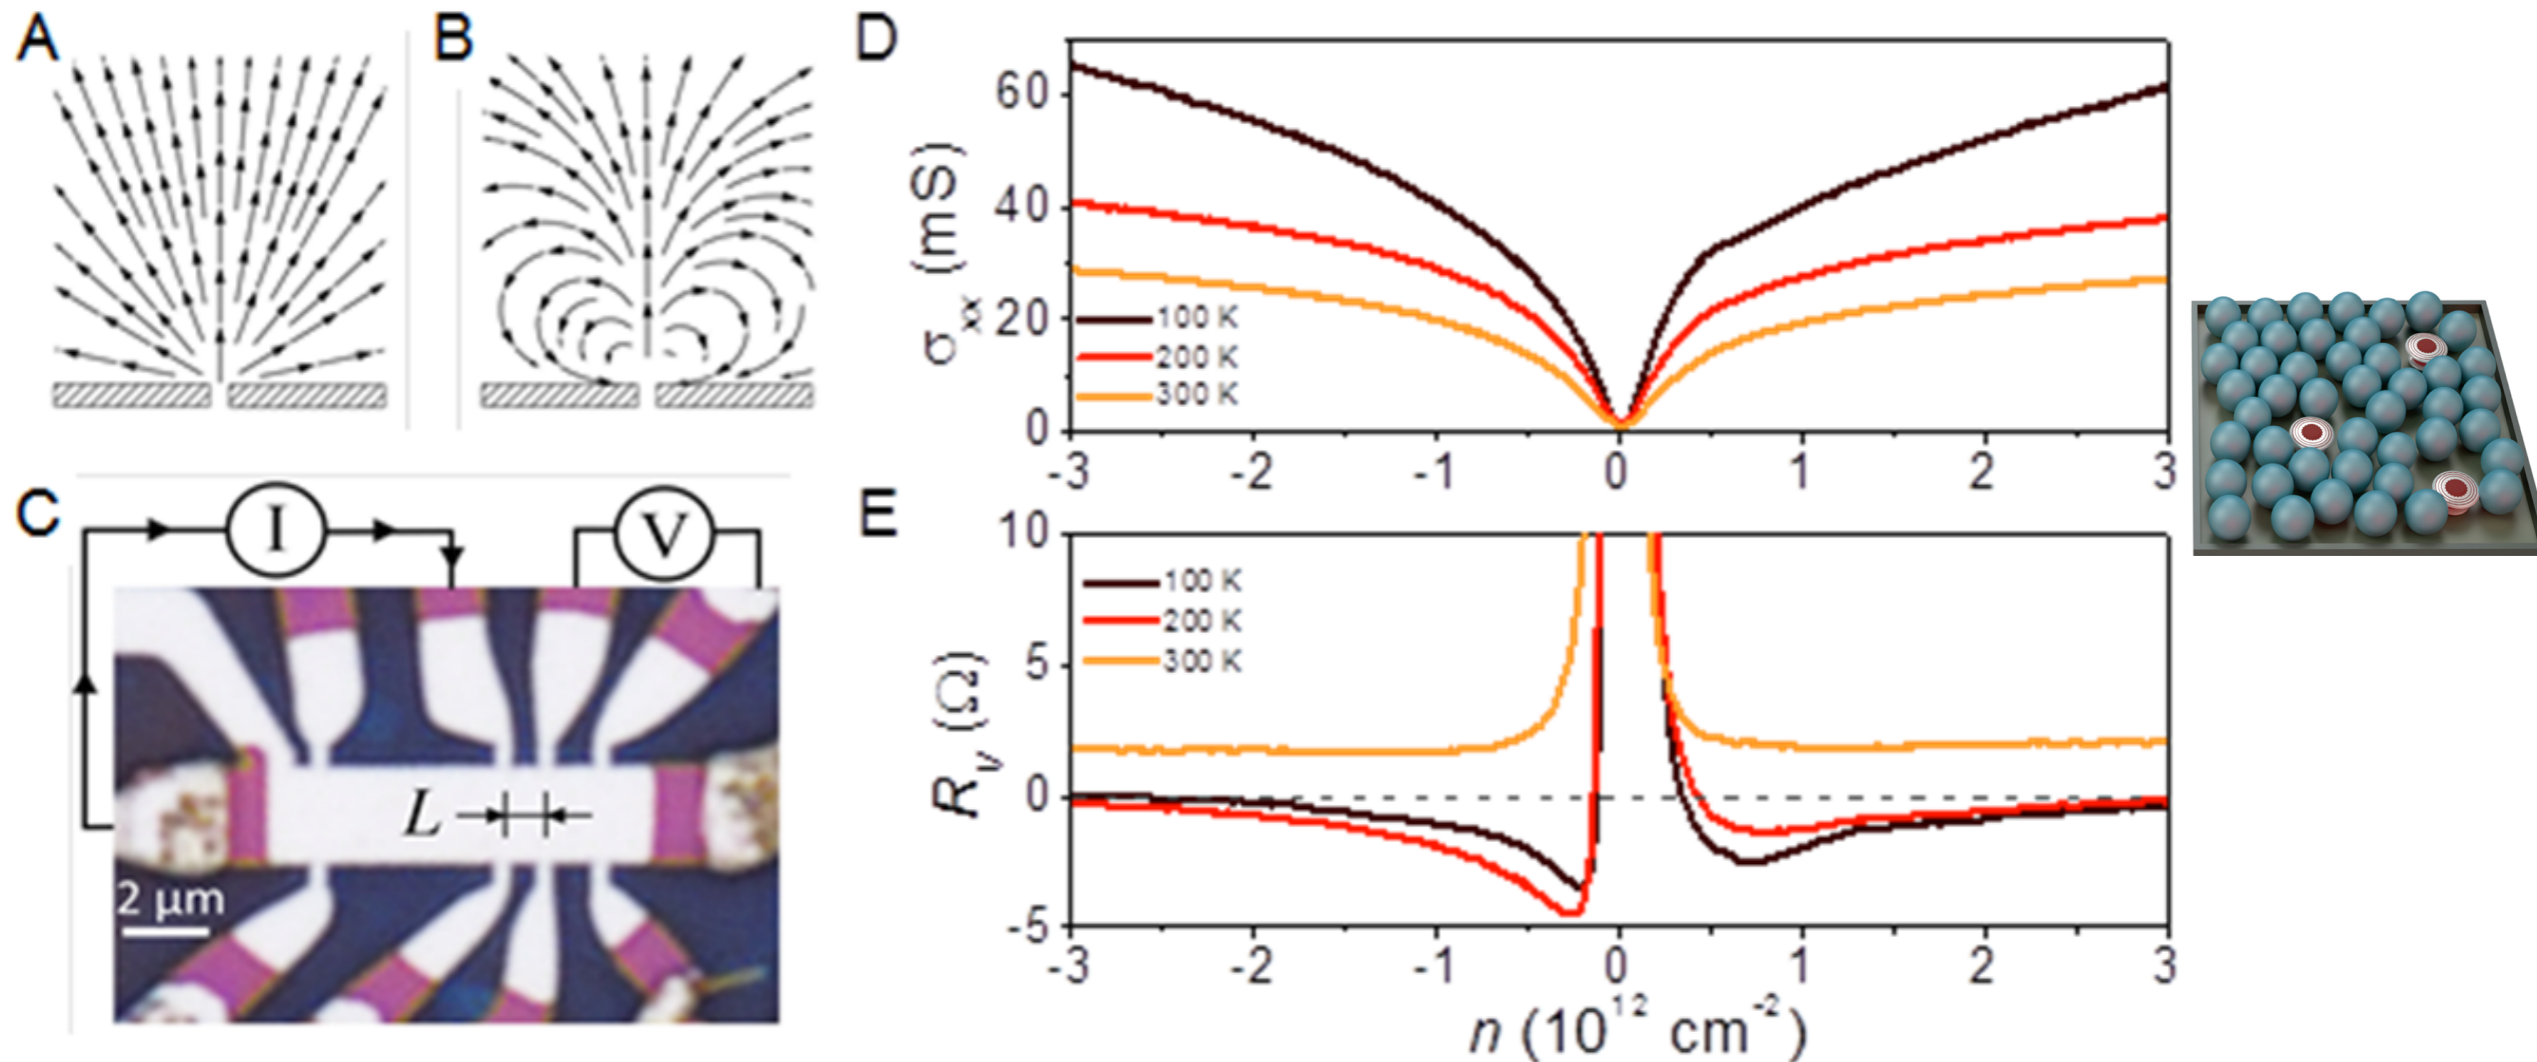 A
B
D
60
40
20
0
σxx (mS)
100 K
200 K
300 K
-3 -2 -1 0 1 2 3
C
I
V
L
2 μm
E
10
5
0
-5
RV (Ω)
100 K
200 K
300 K
-3 -2 -1 0 1 2 3
n (10¹² cm⁻²)